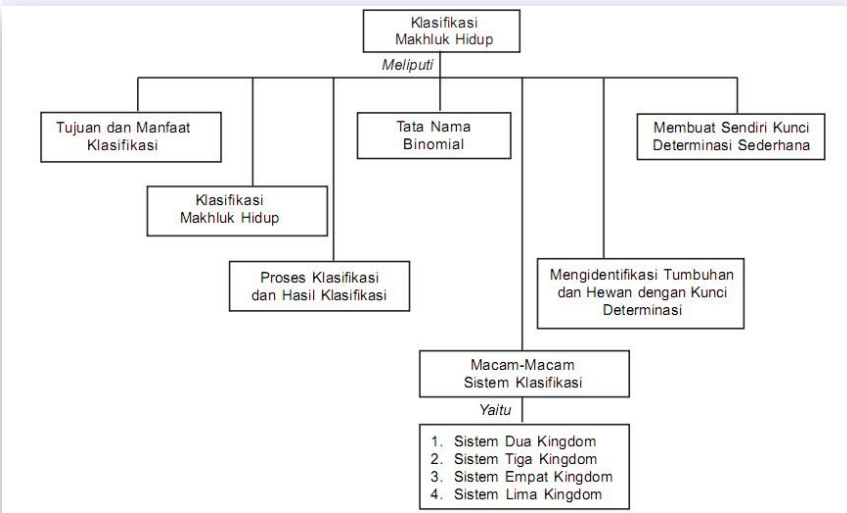 Klasifikasi
Makhluk Hidup
Meliputi
Tujuan dan Manfaat
Klasifikasi
Tata Nama
Binomial
Membuat Sendiri Kunci
Determinasi Sederhana
Klasifikasi
Makhluk Hidup
Proses Klasifikasi
dan Hasil Klasifikasi
Mengidentifikasi Tumbuhan
dan Hewan dengan Kunci
Determinasi
Macam-Macam
Sistem Klasifikasi
Yaitu
1. Sistem Dua Kingdom
2. Sistem Tiga Kingdom
3. Sistem Empat Kingdom
4. Sistem Lima Kingdom